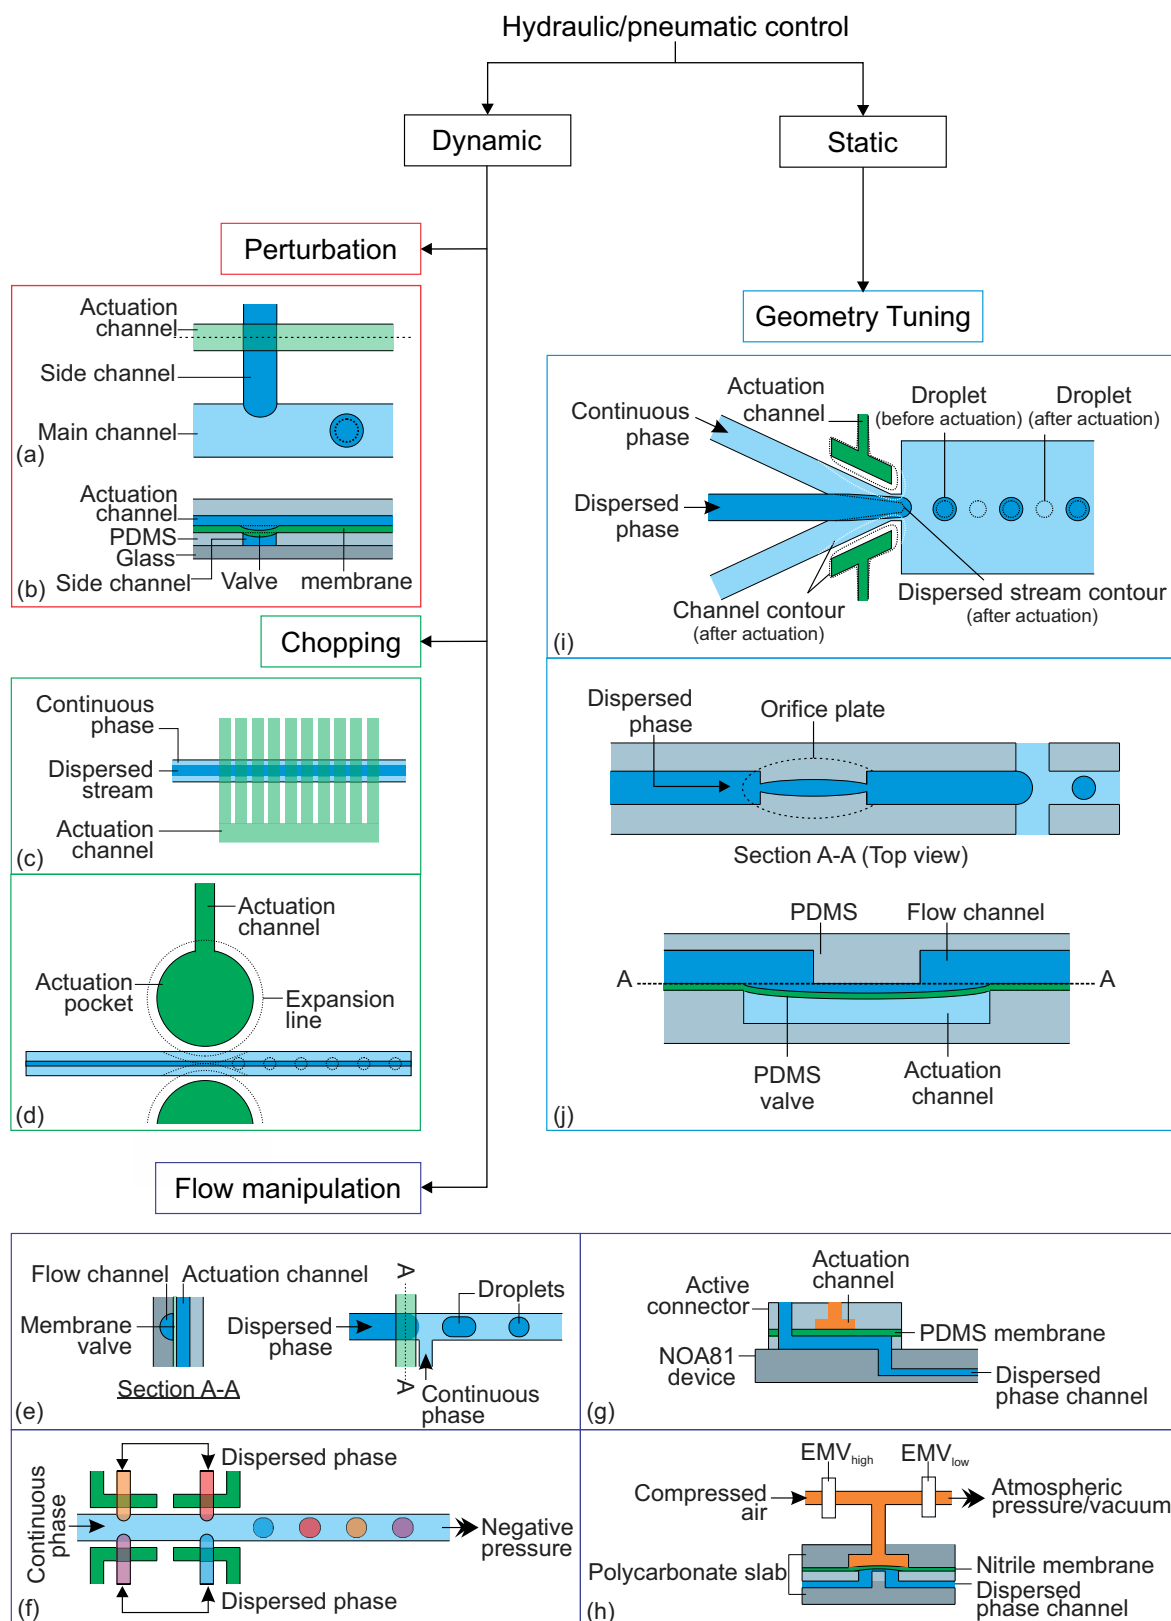 Hydraulic/pneumatic control
Dynamic
Static
Perturbation
Geometry Tuning
Actuation
channel
Side channel
Main channel
(a)
Actuation
channel
PDMS
Glass
Side channel
Valve
membrane
(b)
Chopping
Continuous
phase
Dispersed
stream
Actuation
channel
(c)
Actuation
channel
Actuation
pocket
Expansion
line
(d)
Actuation
channel
Continuous
phase
Droplet
(before actuation)
Droplet
(after actuation)
Dispersed
phase
Channel contour
(after actuation)
Dispersed stream contour
(after actuation)
(i)
Dispersed
phase
Orifice plate
Section A-A (Top view)
PDMS
Flow channel
A
A
PDMS
valve
Actuation
channel
(j)
Flow manipulation
Flow channel
Actuation channel
Membrane
valve
Section A-A
A
Dispersed
phase
Droplets
A
Continuous
phase
(e)
Actuation
channel
Active
connector
PDMS membrane
NOA81
device
Dispersed
phase channel
(g)
Dispersed phase
Continuous
phase
Negative
pressure
Dispersed phase
(f)
EMVhigh
EMVlow
Compressed
air
Atmospheric
pressure/vacuum
Polycarbonate slab
Nitrile membrane
Dispersed
phase channel
(h)